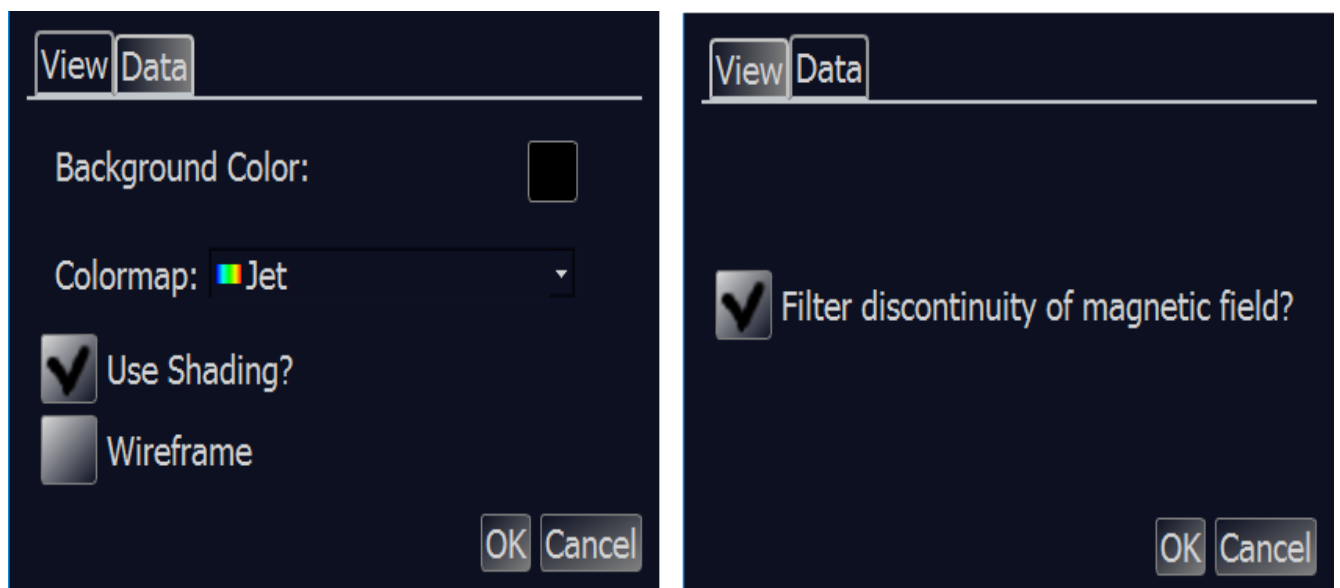 View Data
Background Color:
Colormap: Jet
Use Shading?
Wireframe
OK Cancel
View Data
Filter discontinuity of magnetic field?
OK Cancel